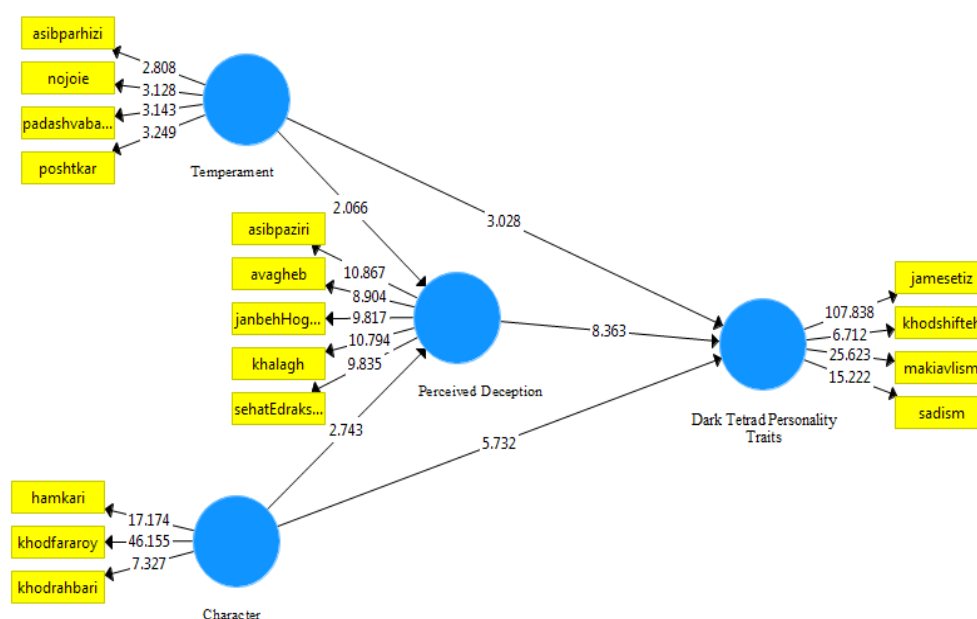 asibparhizi
2.808
nojoie
3.128
padashvaba...
3.143
poshtkar
3.249
Temperament
2.066
3.028
asibpaziri
10.867
avagheb
8.904
janbehHog...
9.817
khalagh
10.794
sehatEdraks...
9.835
Perceived Deception
8.363
2.743
5.732
jamesetiz
107.838
khodshifteh
6.712
makiavlism
25.623
sadism
15.222
Dark Tetrad Personality
Traits
hamkari
17.174
khodfararoy
46.155
khodrahbari
7.327
Character